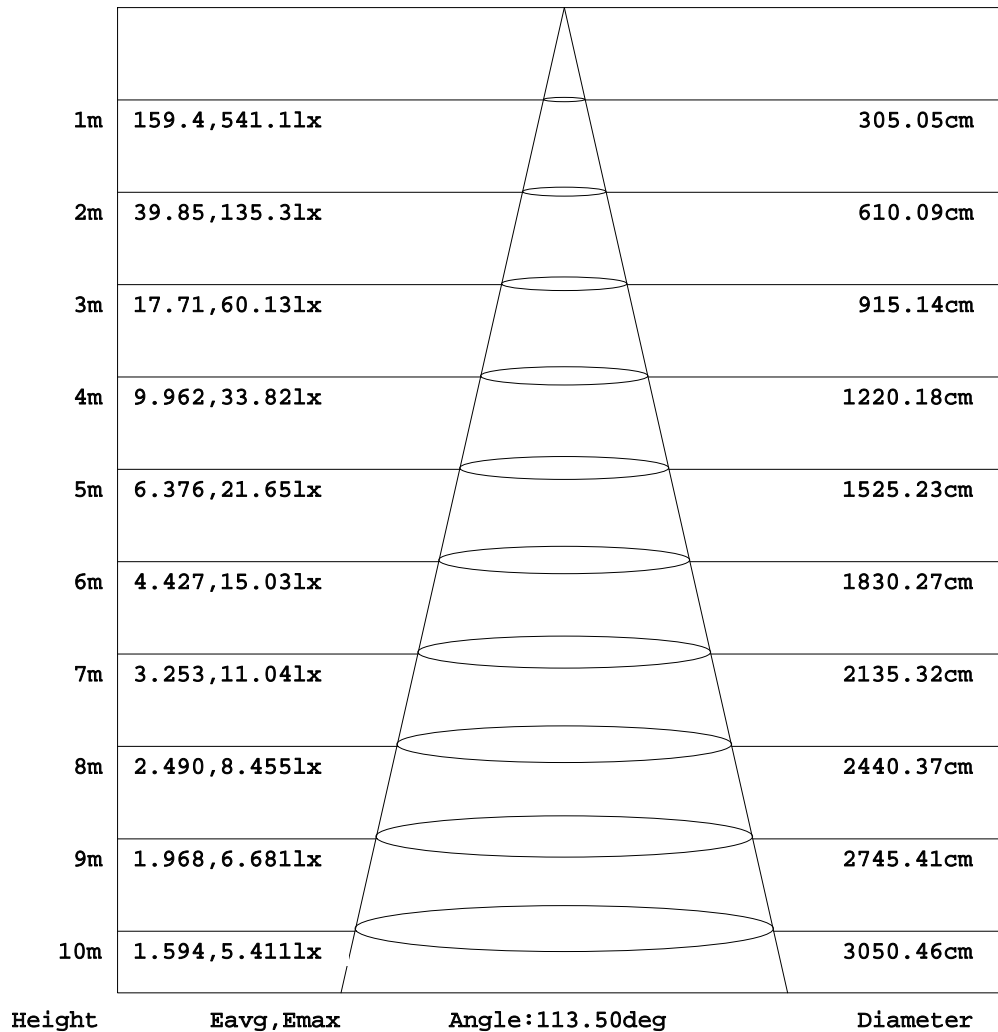 1m 159.4,541.1lx 305.05cm
2m 39.85,135.3lx 610.09cm
3m 17.71,60.13lx 915.14cm
4m 9.962,33.82lx 1220.18cm
5m 6.376,21.65lx 1525.23cm
6m 4.427,15.03lx 1830.27cm
7m 3.253,11.04lx 2135.32cm
8m 2.490,8.455lx 2440.37cm
9m 1.968,6.681lx 2745.41cm
10m 1.594,5.411lx 3050.46cm
Height Eavg,Emax Angle:113.50deg Diameter